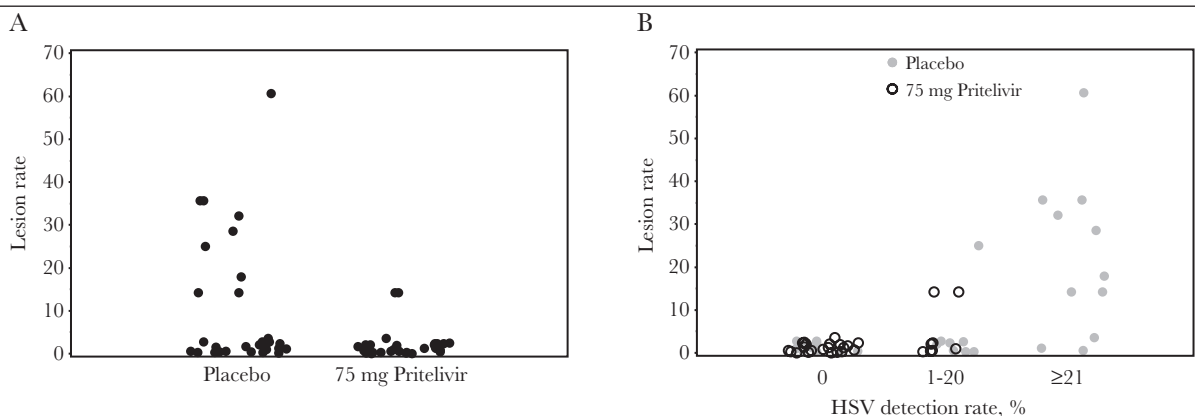 A
70
60
50
40
30
20
10
0
Lesion rate
Placebo
75 mg Pritelivir
B
70
60
50
40
30
20
10
0
Lesion rate
Placebo
75 mg Pritelivir
0
1-20
≥21
HSV detection rate, %